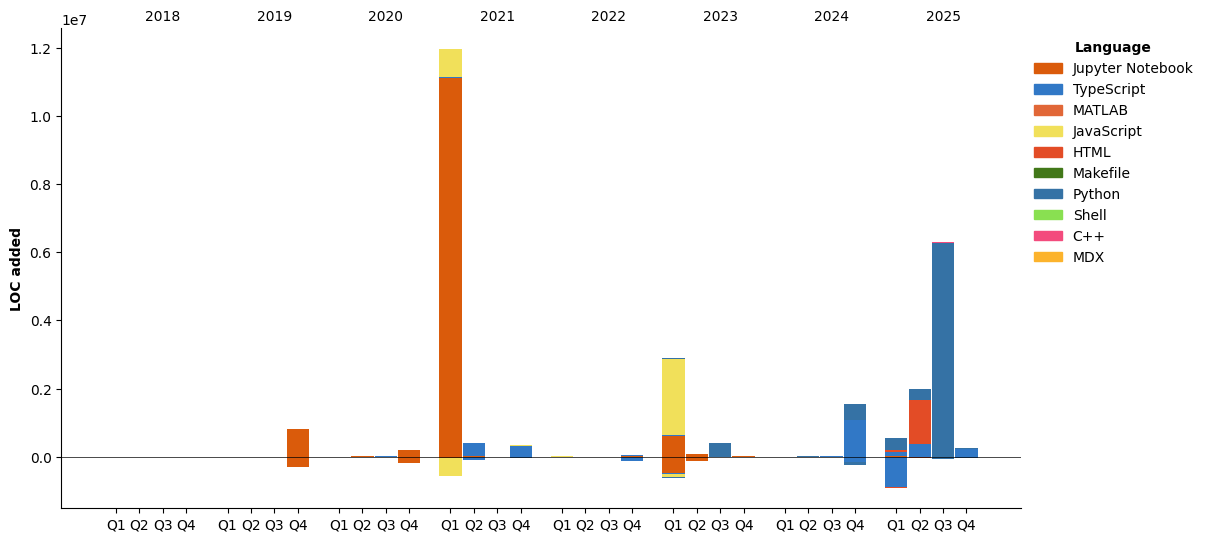 2018 2019 2020 2021 2022 2023 2024 2025
1e7
1.2
1.0
0.8
0.6
0.4
0.2
0.0
LOC added
Q1 Q2 Q3 Q4 Q1 Q2 Q3 Q4 Q1 Q2 Q3 Q4 Q1 Q2 Q3 Q4 Q1 Q2 Q3 Q4 Q1 Q2 Q3 Q4 Q1 Q2 Q3 Q4 Q1 Q2 Q3 Q4
Language
Jupyter Notebook
TypeScript
MATLAB
JavaScript
HTML
Makefile
Python
Shell
C++
MDX